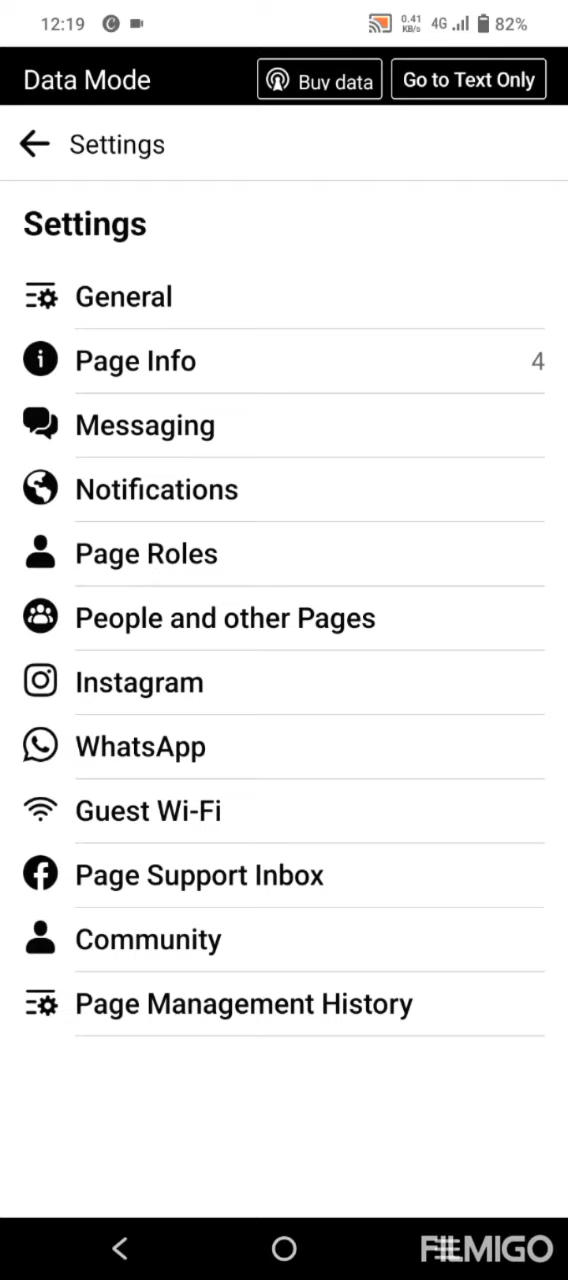 12:19 0.41 KB/s 4G 82%
Data Mode Buy data Go to Text Only
Settings
Settings
General
Page Info 4
Messaging
Notifications
Page Roles
People and other Pages
Instagram
WhatsApp
Guest Wi-Fi
Page Support Inbox
Community
Page Management History
FILMIGO